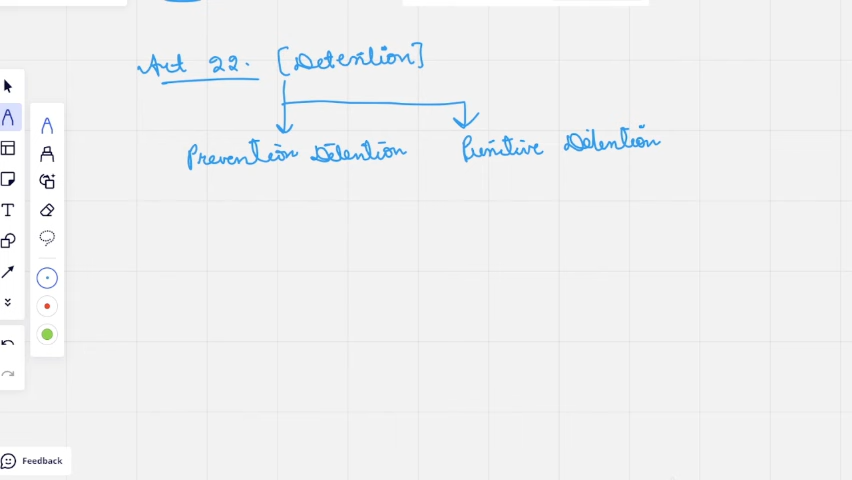 Art 22. [Detention]
Prevention Detention Punitive Detention
T
Feedback